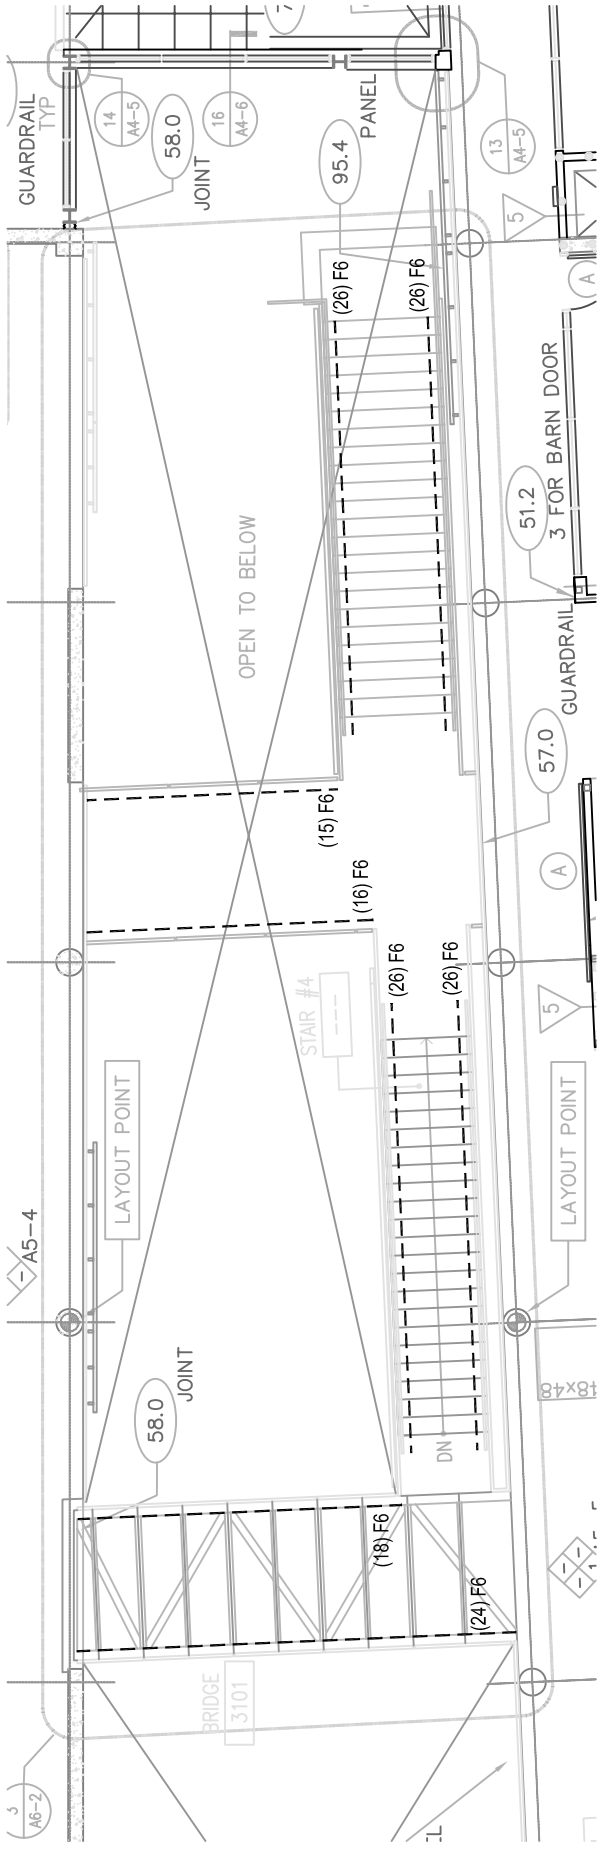 GUARDRAIL
TYP
14
A4-5
58.0
JOINT
16
A4-6
95.4
PANEL
13
A4-5
5
A
(26) F6
(26) F6
OPEN TO BELOW
51.2
3 FOR BARN DOOR
GUARDRAIL
57.0
(15) F6
(16) F6
A
STAIR #4
----
(26) F6
(26) F6
5
LAYOUT POINT
LAYOUT POINT
A5-4
58.0
JOINT
DN
48x48
(18) F6
(24) F6
BRIDGE
3101
A6-2